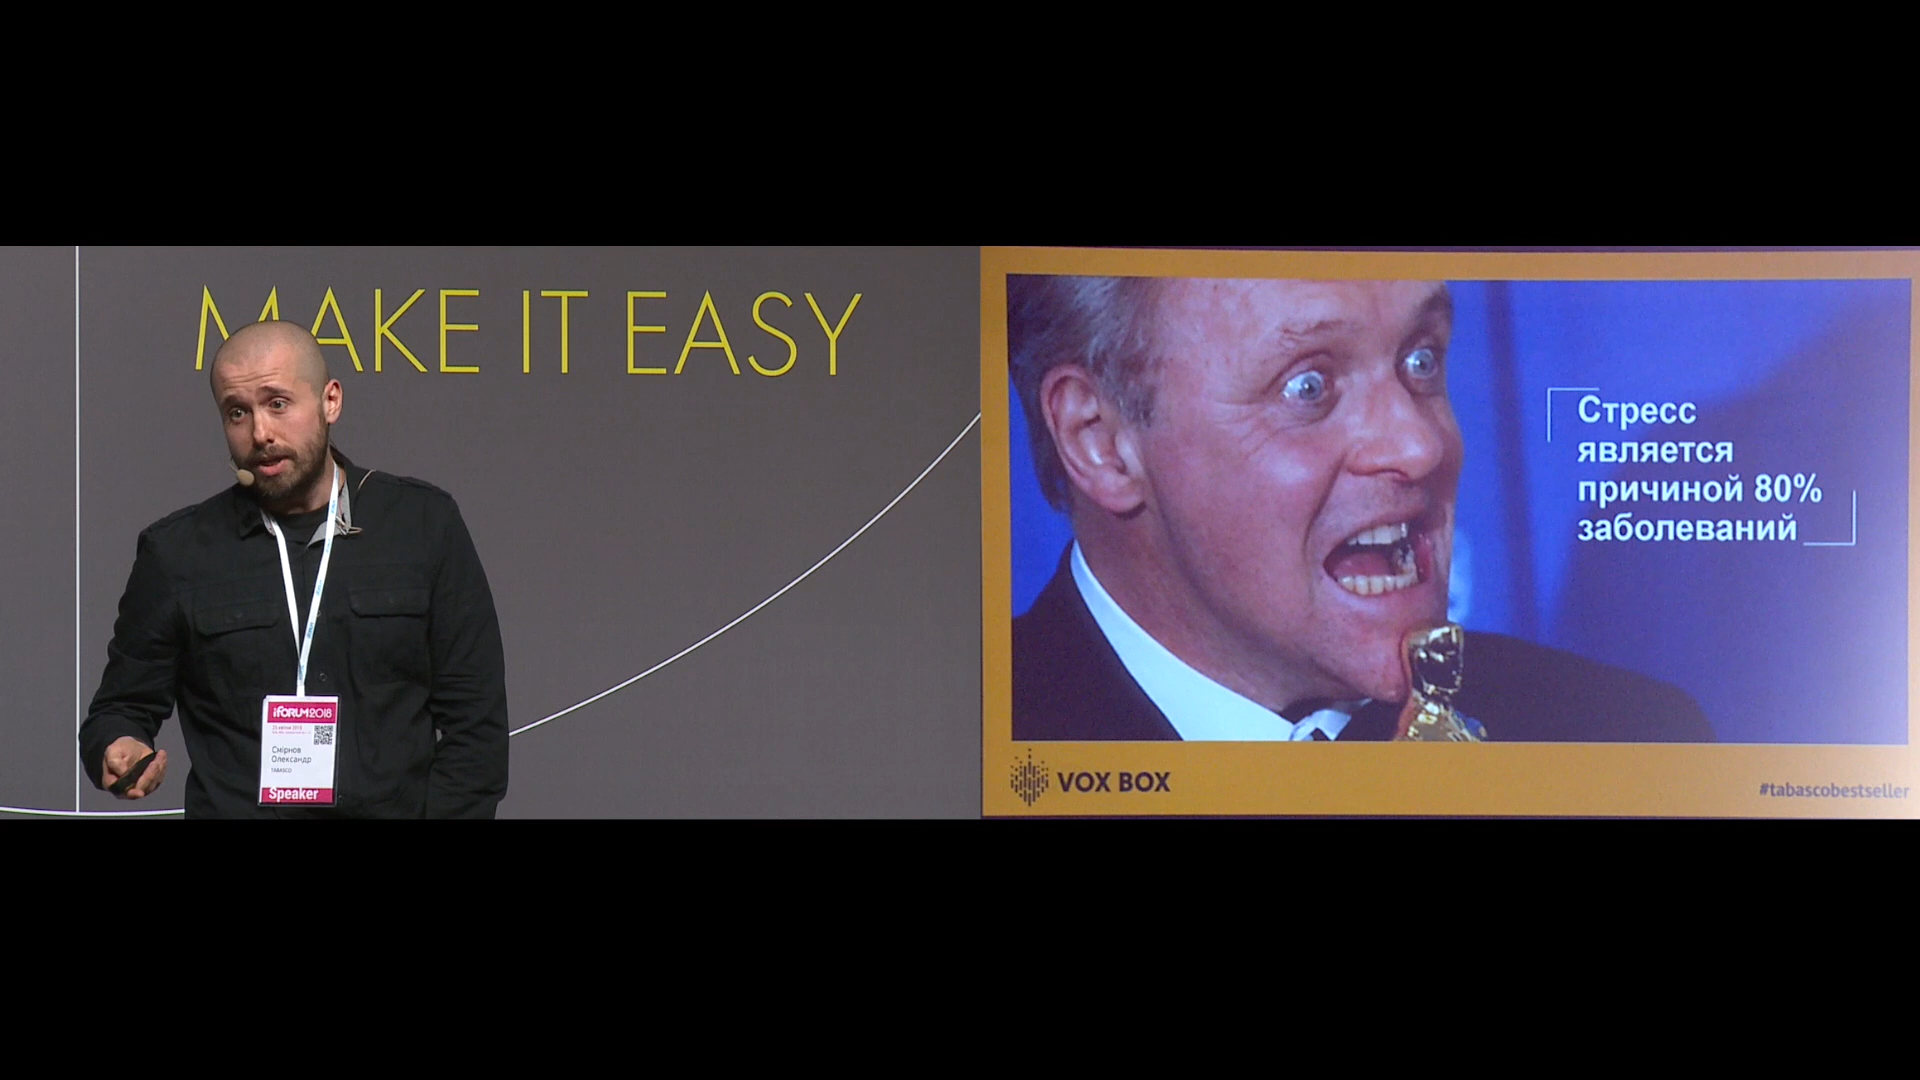 MAKE IT EASY
iFORUM2018
Смірнов
Олександр
TABASCO
Speaker
Стресс
является
причиной 80%
заболеваний
VOX BOX
#tabascobestseller